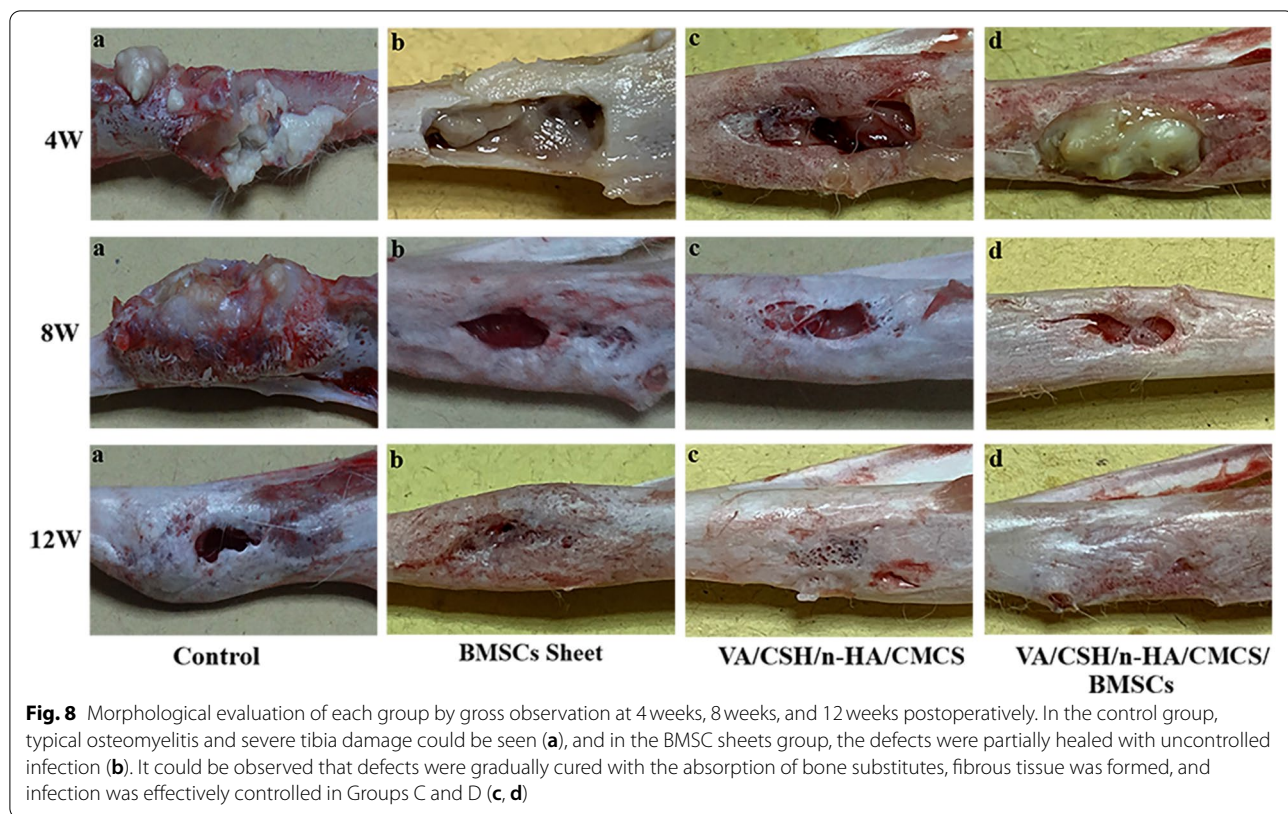 a b c d
4W
a b c d
8W
a b c d
12W
Control BMSCs Sheet VA/CSH/n-HA/CMCS VA/CSH/n-HA/CMCS/
BMSCs
Fig. 8 Morphological evaluation of each group by gross observation at 4 weeks, 8 weeks, and 12 weeks postoperatively. In the control group,
typical osteomyelitis and severe tibia damage could be seen (a), and in the BMSC sheets group, the defects were partially healed with uncontrolled
infection (b). It could be observed that defects were gradually cured with the absorption of bone substitutes, fibrous tissue was formed, and
infection was effectively controlled in Groups C and D (c, d)